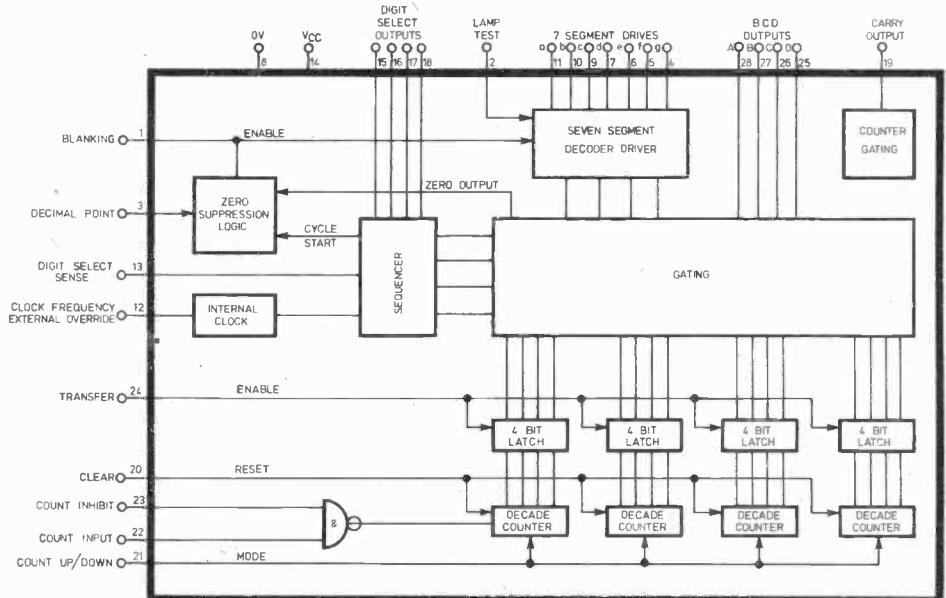 DIGIT
SELECT
OUTPUTS
LAMP
TEST
7 SEGMENT DRIVES
a b c d e f g
BCD
OUTPUTS
A B C D
CARRY
OUTPUT
0V
VCC
8
14
15 16 17 18
2
11 10 9 7 6 5 4
28 27 26 25
19
BLANKING
1
ENABLE
SEVEN SEGMENT
DECODER DRIVER
COUNTER
GATING
ZERO OUTPUT
DECIMAL POINT
3
ZERO
SUPPRESSION
LOGIC
CYCLE
START
DIGIT SELECT
SENSE
13
SEQUENCER
GATING
CLOCK FREQUENCY
EXTERNAL OVERRIDE
12
INTERNAL
CLOCK
TRANSFER
24
ENABLE
4 BIT
LATCH
4 BIT
LATCH
4 BIT
LATCH
4 BIT
LATCH
CLEAR
20
RESET
COUNT INHIBIT
23
COUNT INPUT
22
&
DECADE
COUNTER
DECADE
COUNTER
DECADE
COUNTER
DECADE
COUNTER
COUNT UP/DOWN
21
MODE